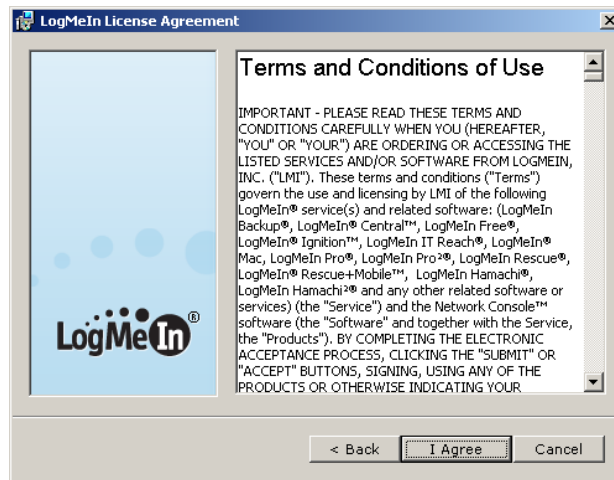 LogMeIn License Agreement
Terms and Conditions of Use
IMPORTANT - PLEASE READ THESE TERMS AND
CONDITIONS CAREFULLY WHEN YOU (HEREAFTER,
"YOU" OR "YOUR") ARE ORDERING OR ACCESSING THE
LISTED SERVICES AND/OR SOFTWARE FROM LOGMEIN,
INC. ("LMI"). These terms and conditions ("Terms")
govern the use and licensing by LMI of the following
LogMeIn® service(s) and related software: (LogMeIn
Backup®, LogMeIn® Central™, LogMeIn Free®,
LogMeIn® Ignition™, LogMeIn IT Reach®, LogMeIn®
Mac, LogMeIn Pro®, LogMeIn Pro²®, LogMeIn Rescue®,
LogMeIn® Rescue+Mobile™,  LogMeIn Hamachi®,
LogMeIn Hamachi²® and any other related software or
services) (the "Service") and the Network Console™
software (the "Software" and together with the Service,
the "Products"). BY COMPLETING THE ELECTRONIC
ACCEPTANCE PROCESS, CLICKING THE "SUBMIT" OR
"ACCEPT" BUTTONS, SIGNING, USING ANY OF THE
PRODUCTS OR OTHERWISE INDICATING YOUR
LogMeIn®
< Back
I Agree
Cancel